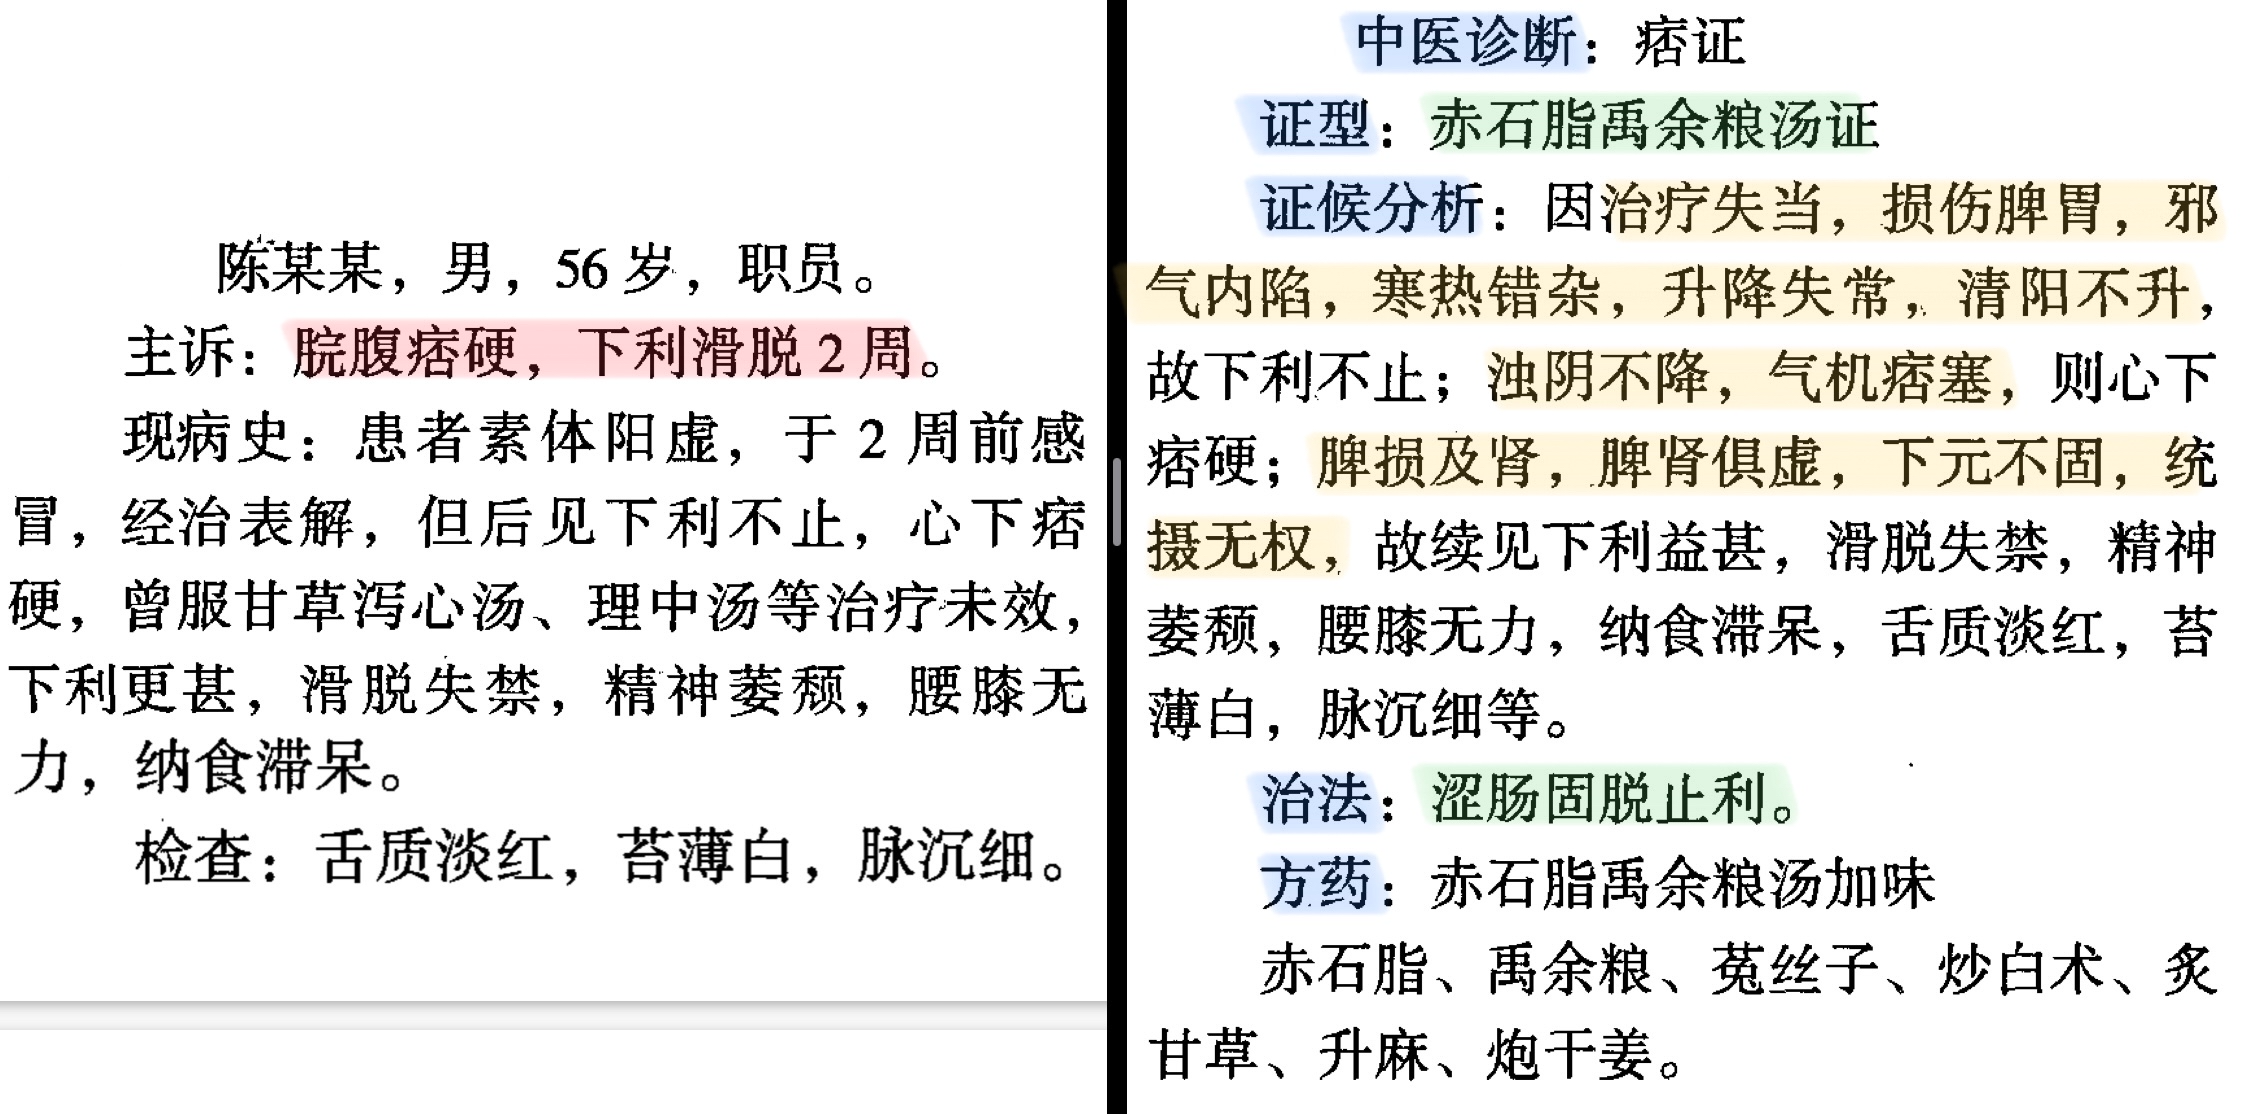 陈某某，男，56岁，职员。
主诉：脘腹痞硬，下利滑脱2周。
现病史：患者素体阳虚，于2周前感
冒，经治表解，但后见下利不止，心下痞
硬，曾服甘草泻心汤、理中汤等治疗未效，
下利更甚，滑脱失禁，精神萎颓，腰膝无
力，纳食滞呆。
检查：舌质淡红，苔薄白，脉沉细。
中医诊断：痞证
证型：赤石脂禹余粮汤证
证候分析：因治疗失当，损伤脾胃，邪
气内陷，寒热错杂，升降失常，清阳不升，
故下利不止；浊阴不降，气机痞塞，则心下
痞硬；脾损及肾，脾肾俱虚，下元不固，统
摄无权，故续见下利益甚，滑脱失禁，精神
萎颓，腰膝无力，纳食滞呆，舌质淡红，苔
薄白，脉沉细等。
治法：涩肠固脱止利。
方药：赤石脂禹余粮汤加味
赤石脂、禹余粮、菟丝子、炒白术、炙
甘草、升麻、炮干姜。